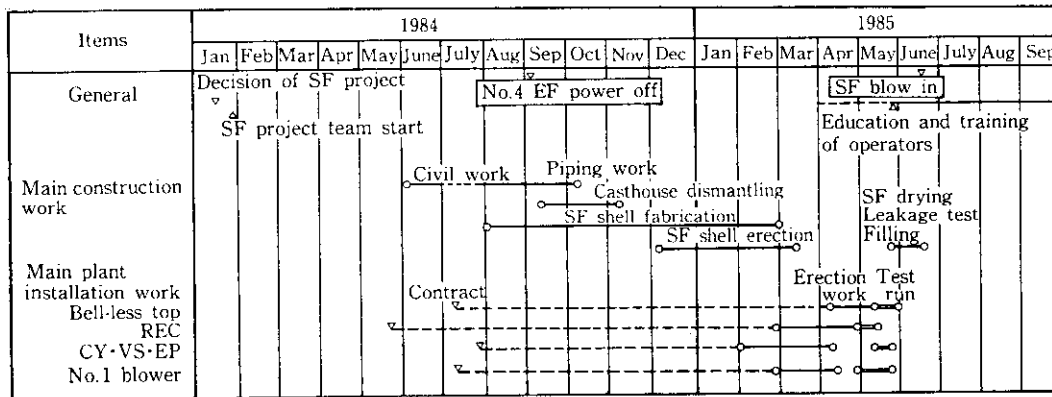 Items
1984
1985
Jan Feb Mar Apr May June July Aug Sep Oct Nov Dec Jan Feb Mar Apr May June July Aug Sep
General
Decision of SF project
No.4 EF power off
SF blow in
SF project team start
Education and training
of operators
Main construction
work
Civil work
Piping work
Casthouse dismantling
SF shell fabrication
SF shell erection
SF drying
Leakage test
Filling
Main plant
installation work
Contract
Erection
work
Test
run
Bell-less top
REC
CY·VS·EP
No.1 blower